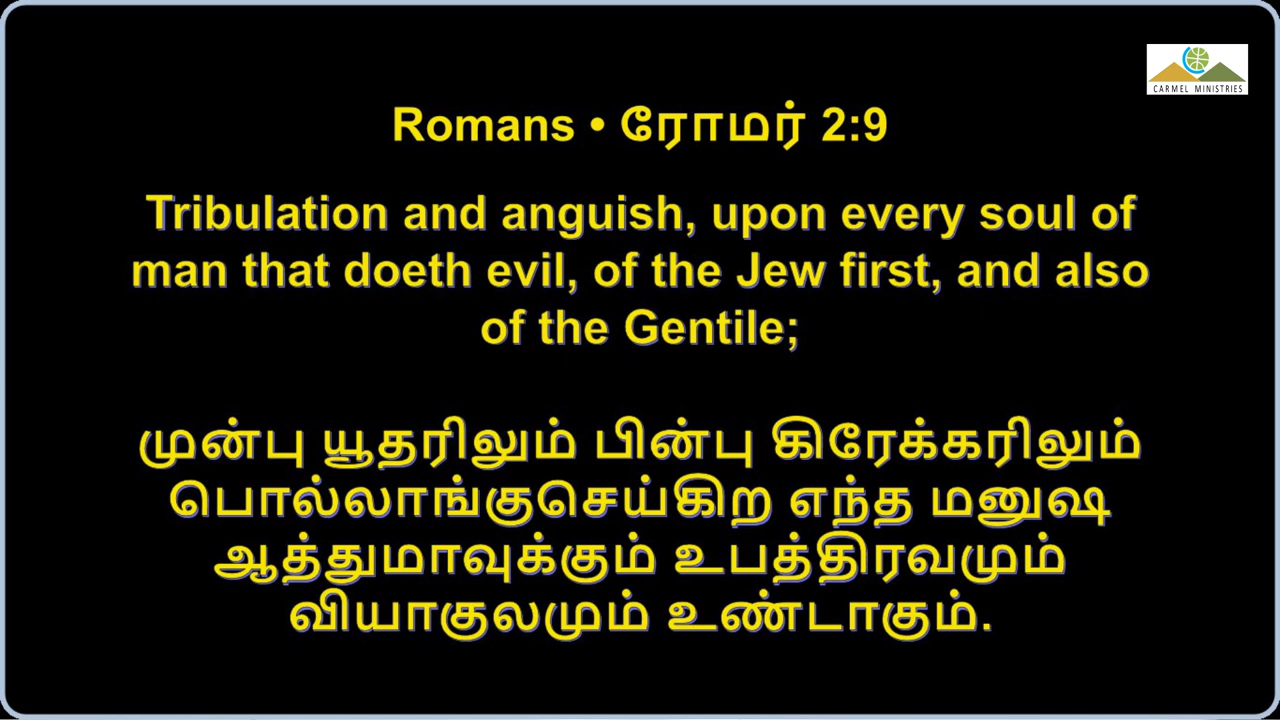 CARMEL MINISTRIES
Romans • ரோமர் 2:9
Tribulation and anguish, upon every soul of
man that doeth evil, of the Jew first, and also
of the Gentile;
முன்பு யூதரிலும் பின்பு கிரேக்கரிலும்
பொல்லாங்குசெய்கிற எந்த மனுஷ
ஆத்துமாவுக்கும் உபத்திரவமும்
வியாகுலமும் உண்டாகும்.